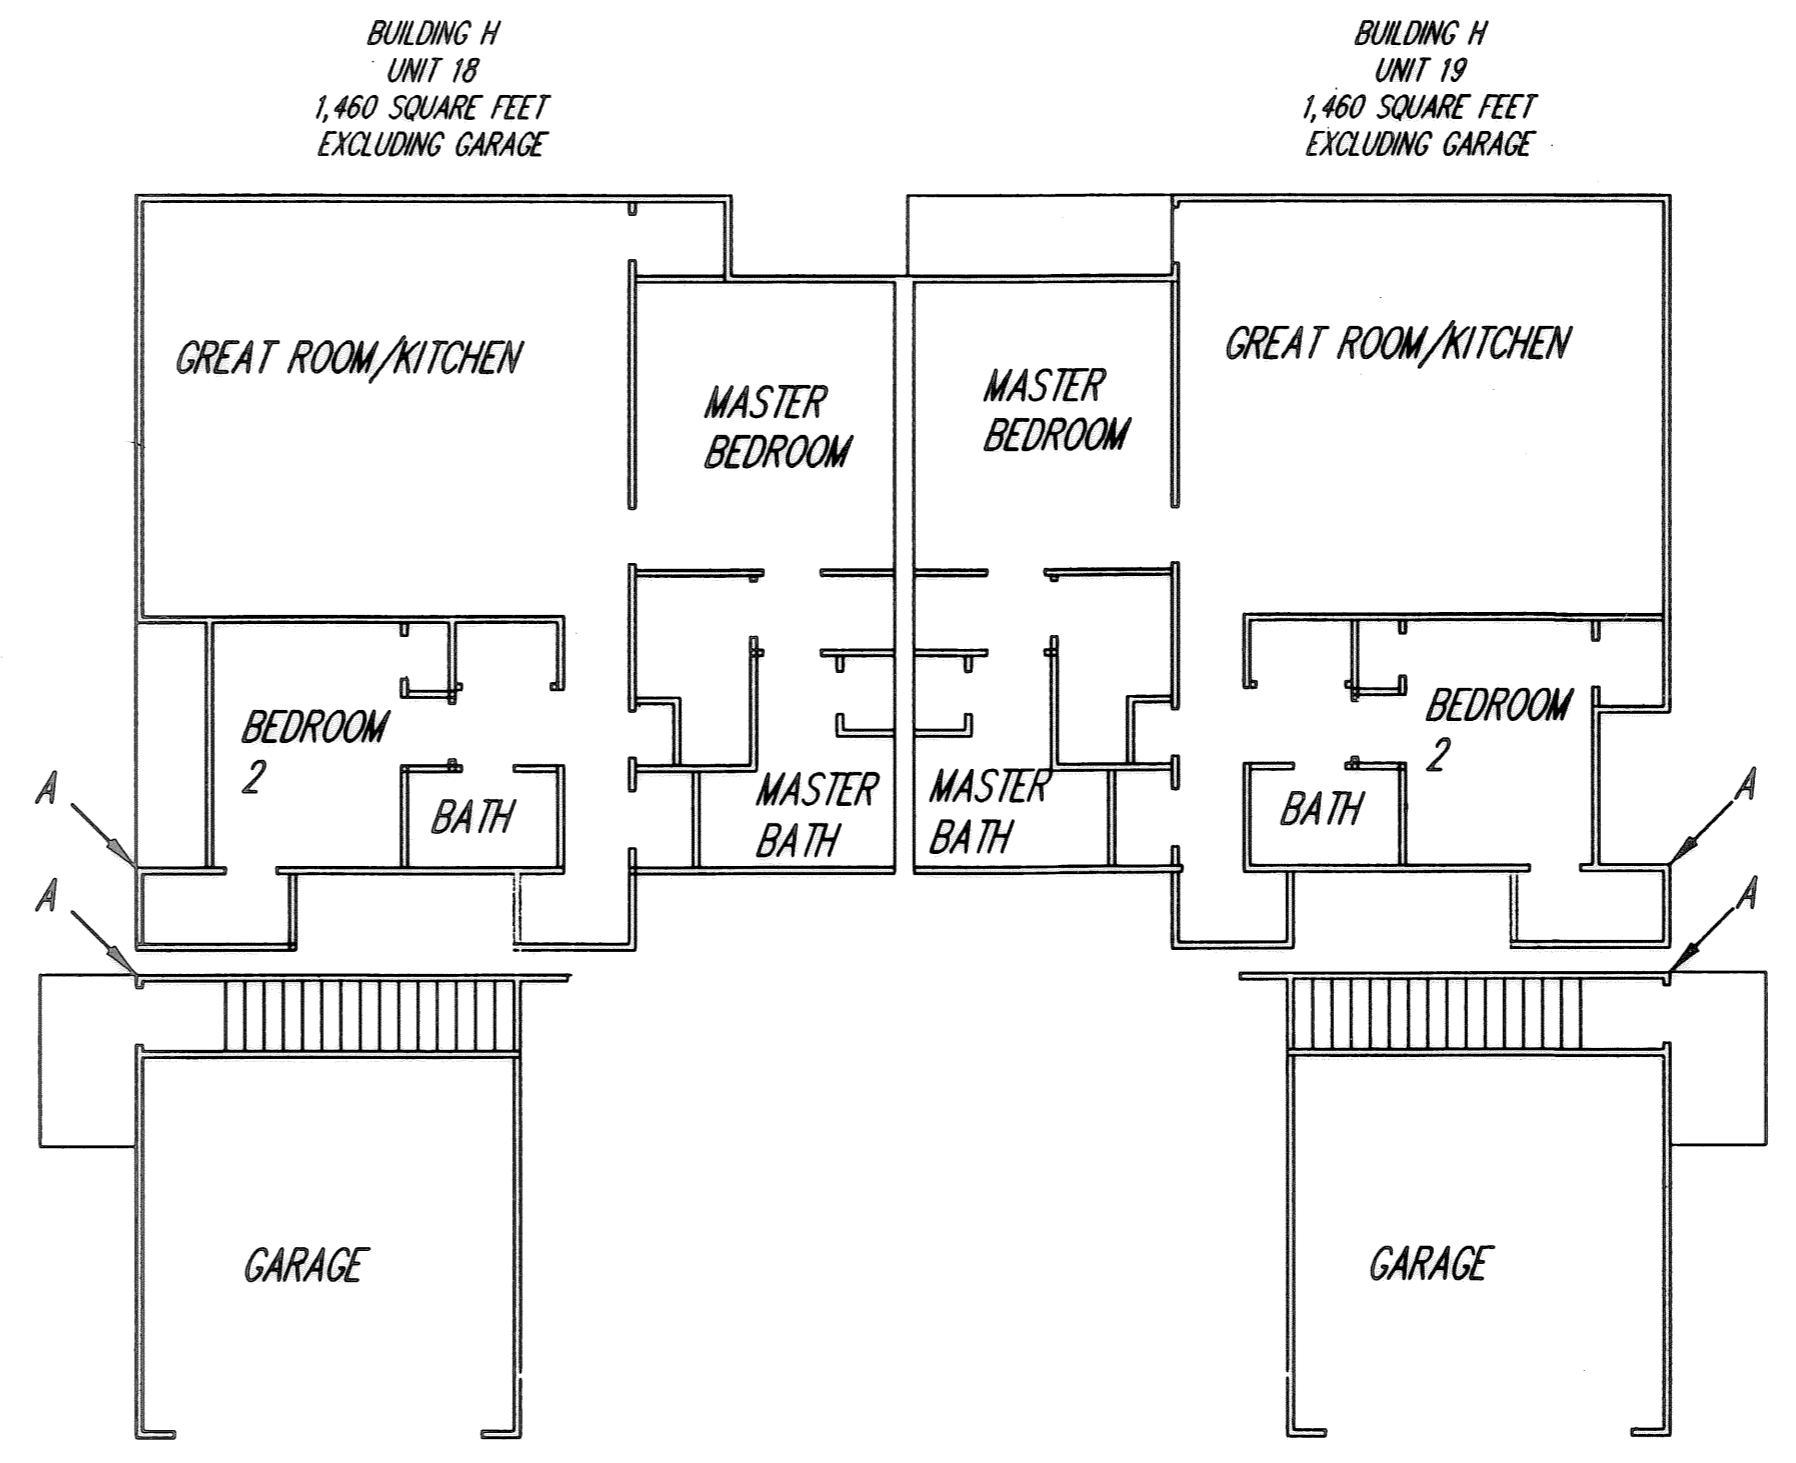 BUILDING H
UNIT 18
1,460 SQUARE FEET
EXCLUDING GARAGE
BUILDING H
UNIT 19
1,460 SQUARE FEET
EXCLUDING GARAGE
GREAT ROOM/KITCHEN
MASTER
BEDROOM
MASTER
BEDROOM
GREAT ROOM/KITCHEN
BEDROOM
2
BATH
MASTER
BATH
MASTER
BATH
BATH
BEDROOM
2
A
A
A
A
GARAGE
GARAGE